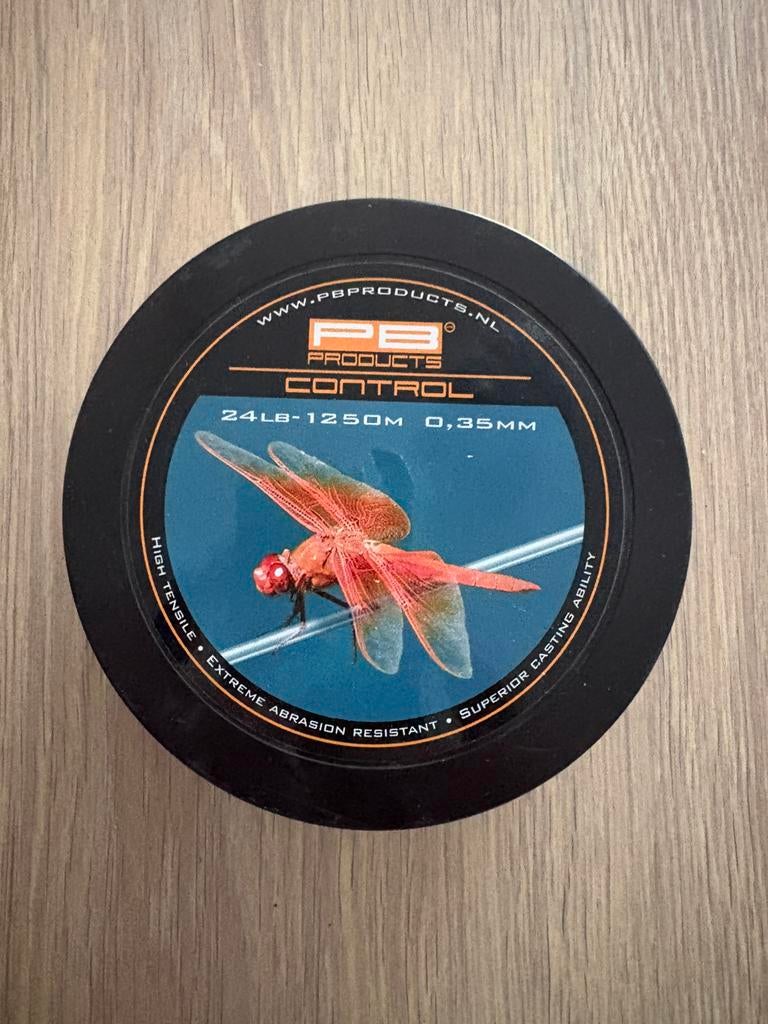 www.pbproducts.nl
PB®
PRODUCTS
CONTROL
24LB-1250M 0,35MM
High tensile • Extreme abrasion resistant • Superior casting ability